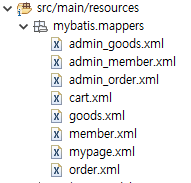 src/main/resources
mybatis.mappers
admin_goods.xml
admin_member.xml
admin_order.xml
cart.xml
goods.xml
member.xml
mypage.xml
order.xml